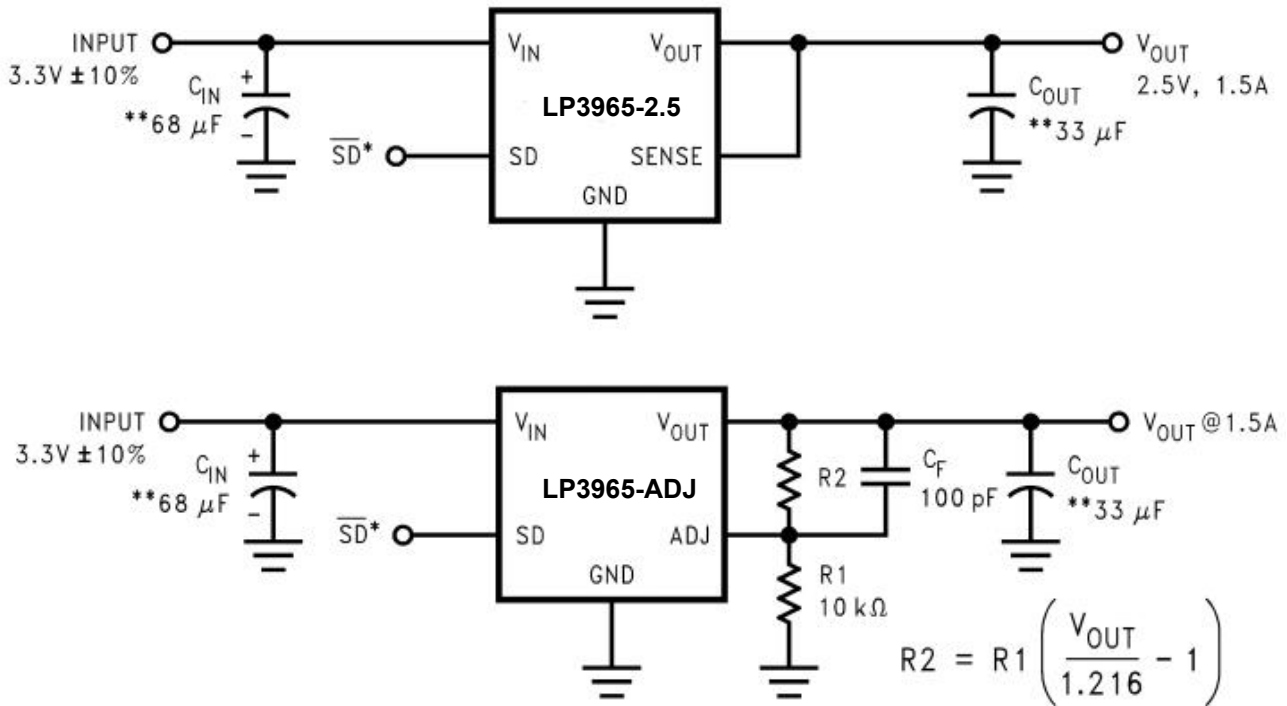 INPUT
3.3V ±10%
C_IN
+
**68 μF
−
SD*
V_IN
V_OUT
LP3965-2.5
SD
SENSE
GND
C_OUT
**33 μF
V_OUT
2.5V, 1.5A
INPUT
3.3V ±10%
C_IN
+
**68 μF
−
SD*
V_IN
V_OUT
LP3965-ADJ
SD
ADJ
GND
R2
C_F
100 pF
R1
10 kΩ
C_OUT
**33 μF
V_OUT @1.5A
R2 = R1 (V_OUT / 1.216 - 1)